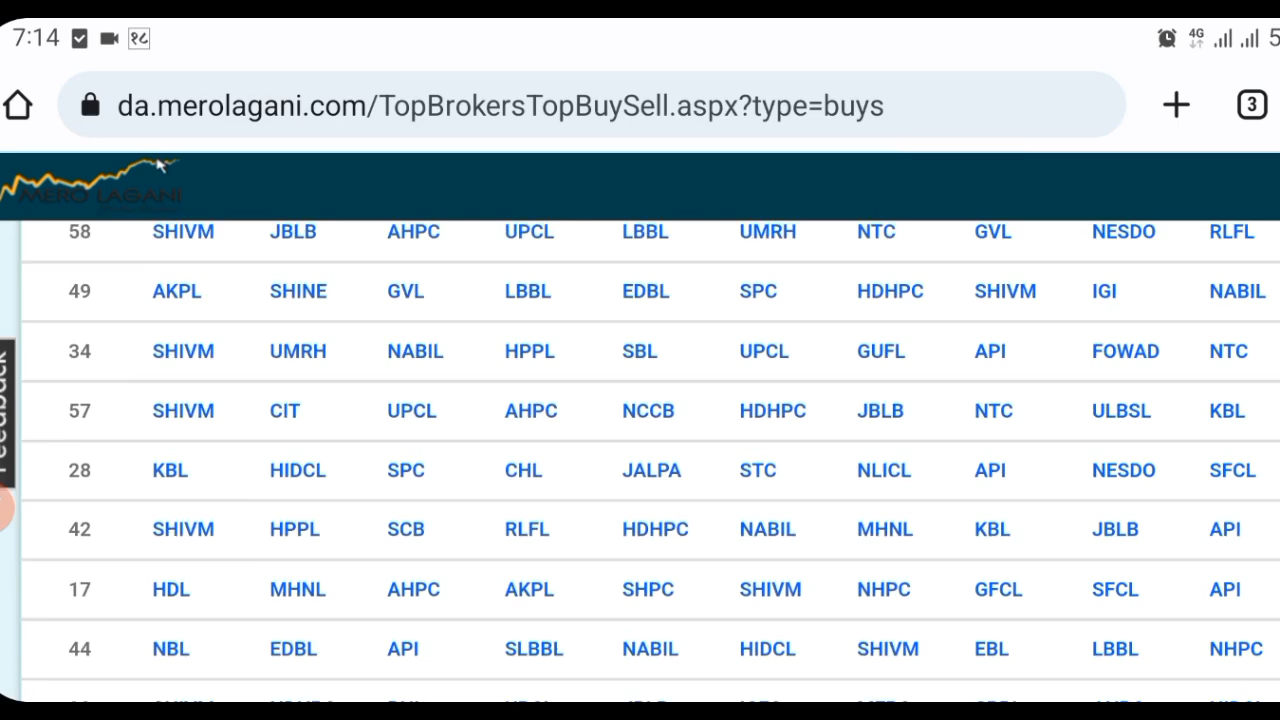 7:14 १८ 4G 5
da.merolagani.com/TopBrokersTopBuySell.aspx?type=buys 3
MERO LAGANI
58 SHIVM JBLB AHPC UPCL LBBL UMRH NTC GVL NESDO RLFL
49 AKPL SHINE GVL LBBL EDBL SPC HDHPC SHIVM IGI NABIL
34 SHIVM UMRH NABIL HPPL SBL UPCL GUFL API FOWAD NTC
57 SHIVM CIT UPCL AHPC NCCB HDHPC JBLB NTC ULBSL KBL
28 KBL HIDCL SPC CHL JALPA STC NLICL API NESDO SFCL
42 SHIVM HPPL SCB RLFL HDHPC NABIL MHNL KBL JBLB API
17 HDL MHNL AHPC AKPL SHPC SHIVM NHPC GFCL SFCL API
44 NBL EDBL API SLBBL NABIL HIDCL SHIVM EBL LBBL NHPC
Feedback